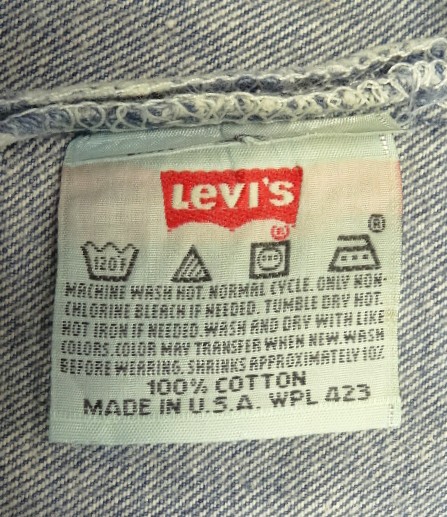 Levi's
®
®
120F
MACHINE WASH HOT. NORMAL CYCLE. ONLY NON-
CHLORINE BLEACH IF NEEDED. TUMBLE DRY HOT.
HOT IRON IF NEEDED. WASH AND DRY WITH LIKE
COLORS. COLOR MAY TRANSFER WHEN NEW. WASH
BEFORE WEARING. SHRINKS APPROXIMATELY 10%
100% COTTON
MADE IN U.S.A. WPL 423